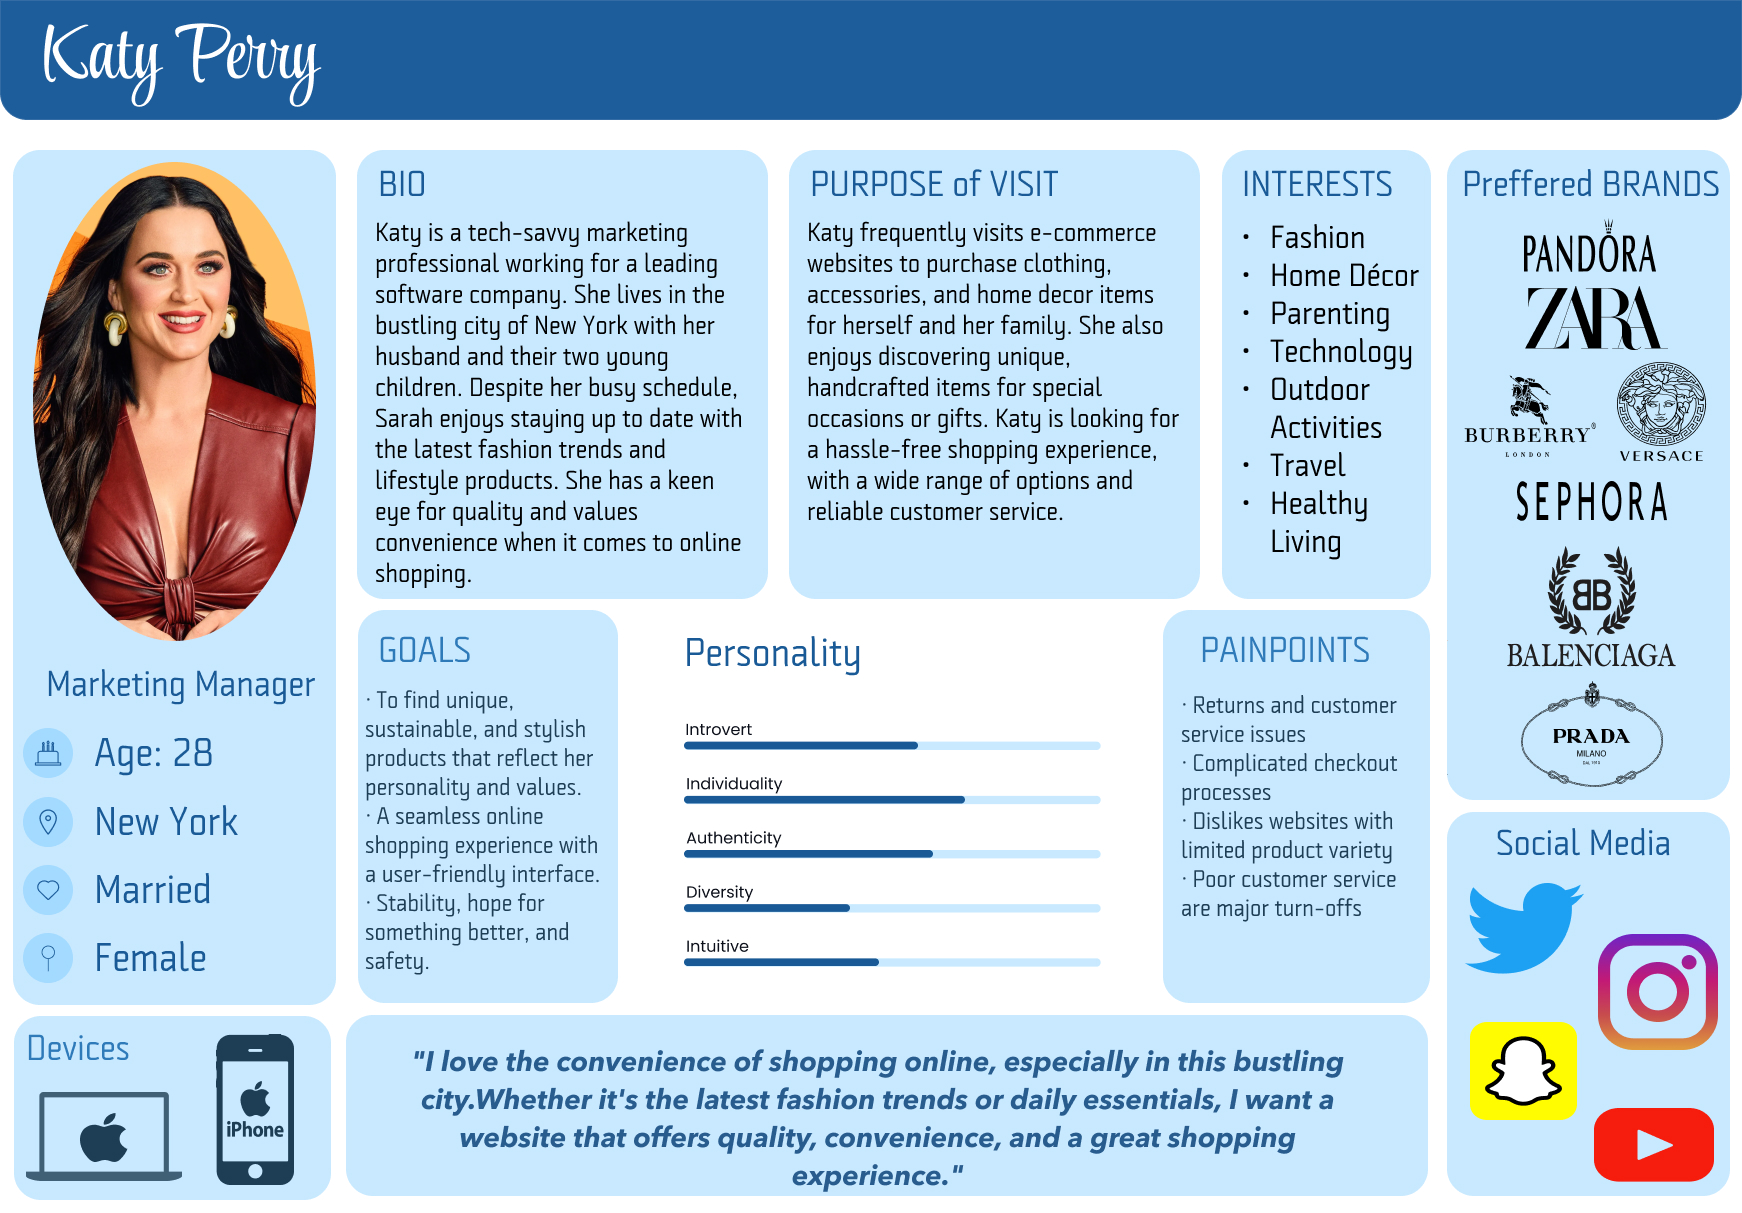 Katy Perry
Marketing Manager
Age: 28
New York
Married
Female
Devices
iPhone
BIO
Katy is a tech-savvy marketing
professional working for a leading
software company. She lives in the
bustling city of New York with her
husband and their two young
children. Despite her busy schedule,
Sarah enjoys staying up to date with
the latest fashion trends and
lifestyle products. She has a keen
eye for quality and values
convenience when it comes to online
shopping.
PURPOSE of VISIT
Katy frequently visits e-commerce
websites to purchase clothing,
accessories, and home decor items
for herself and her family. She also
enjoys discovering unique,
handcrafted items for special
occasions or gifts. Katy is looking for
a hassle-free shopping experience,
with a wide range of options and
reliable customer service.
INTERESTS
• Fashion
• Home Décor
• Parenting
• Technology
• Outdoor
Activities
• Travel
• Healthy
Living
Preffered BRANDS
PANDORA
ZARA
BURBERRY®
LONDON
VERSACE
SEPHORA
BB
BALENCIAGA
PRADA
MILANO
DAL 1913
GOALS
· To find unique,
sustainable, and stylish
products that reflect her
personality and values.
· A seamless online
shopping experience with
a user-friendly interface.
· Stability, hope for
something better, and
safety.
Personality
Introvert
Individuality
Authenticity
Diversity
Intuitive
PAINPOINTS
· Returns and customer
service issues
· Complicated checkout
processes
· Dislikes websites with
limited product variety
· Poor customer service
are major turn-offs
Social Media
"I love the convenience of shopping online, especially in this bustling
city.Whether it's the latest fashion trends or daily essentials, I want a
website that offers quality, convenience, and a great shopping
experience."